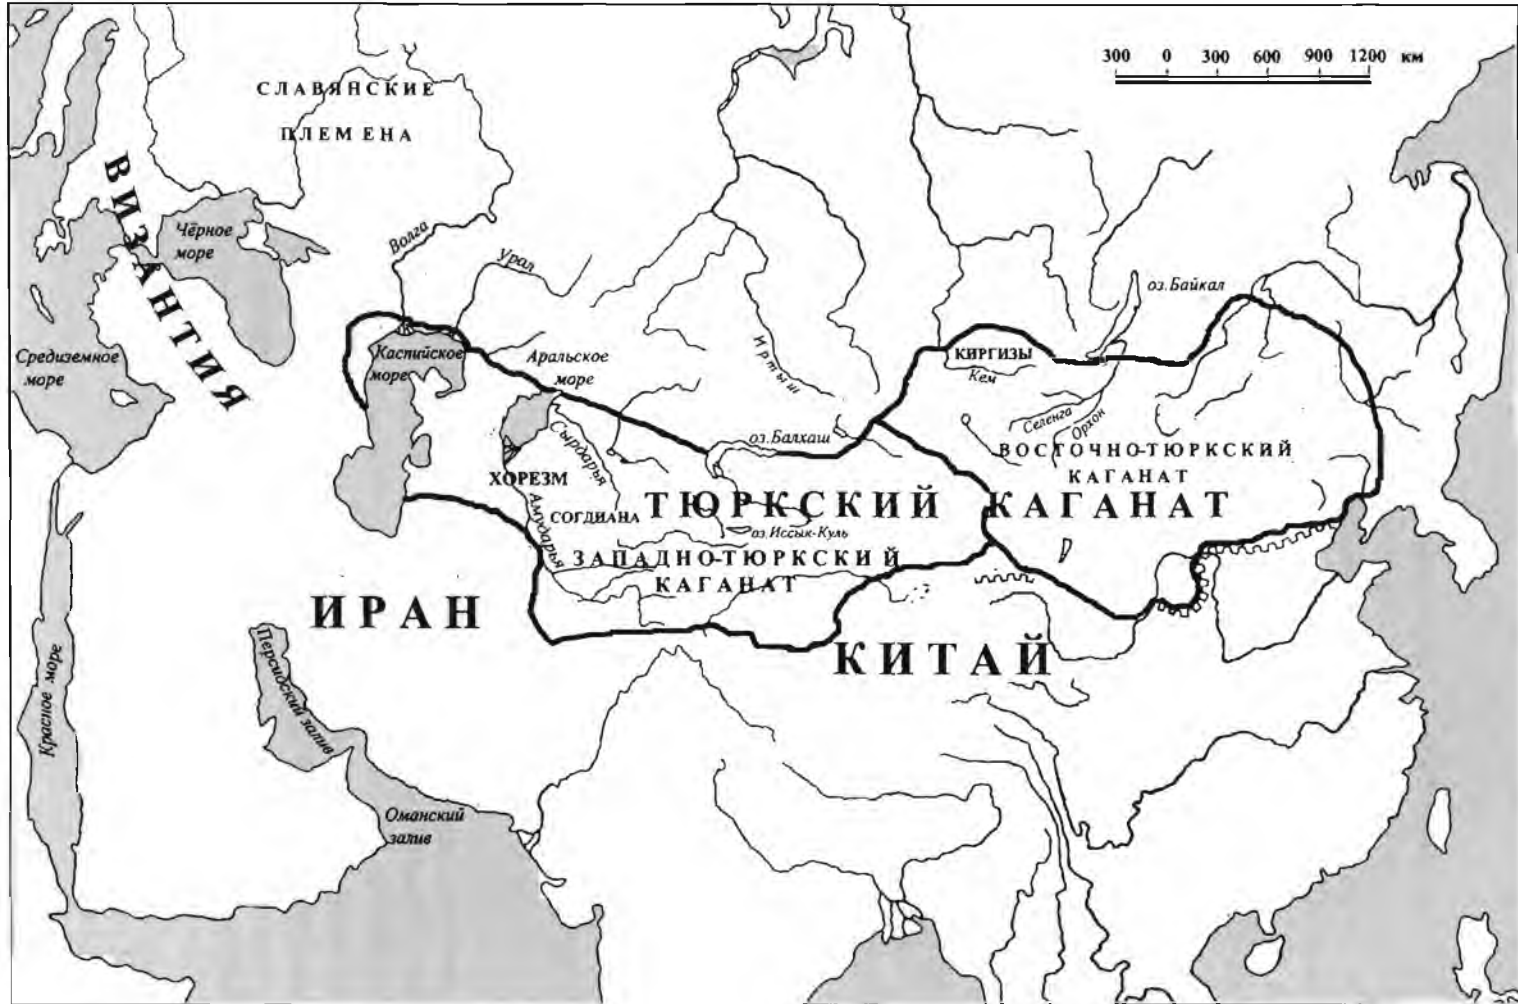 300 0 300 600 900 1200 км
СЛАВЯНСКИЕ
ПЛЕМЕНА
ВИЗАНТИЯ
Чёрное
море
Волга
Урал
оз. Байкал
Средиземное
море
Каспийское
море
Аральское
море
Иртыш
КИРГИЗЫ
Кем
Селенга
Орхон
оз. Балхаш
Сырдарья
ВОСТОЧНО-ТЮРКСКИЙ
КАГАНАТ
ХОРЕЗМ
ТЮРКСКИЙ КАГАНАТ
Амударья
СОГДИАНА
оз. Иссык-Куль
ЗАПАДНО-ТЮРКСКИЙ
КАГАНАТ
ИРАН
КИТАЙ
Красное море
Персидский залив
Оманский
залив